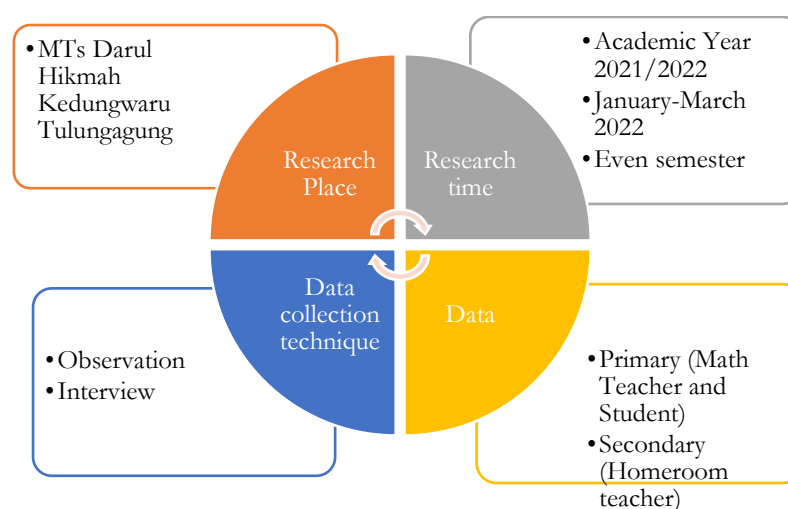 •MTs Darul
Hikmah
Kedungwaru
Tulungagung
Research
Place
•Academic Year
2021/2022
•January-March
2022
•Even semester
Research
time
Data
collection
technique
•Observation
•Interview
Data
•Primary (Math
Teacher and
Student)
•Secondary
(Homeroom
teacher)